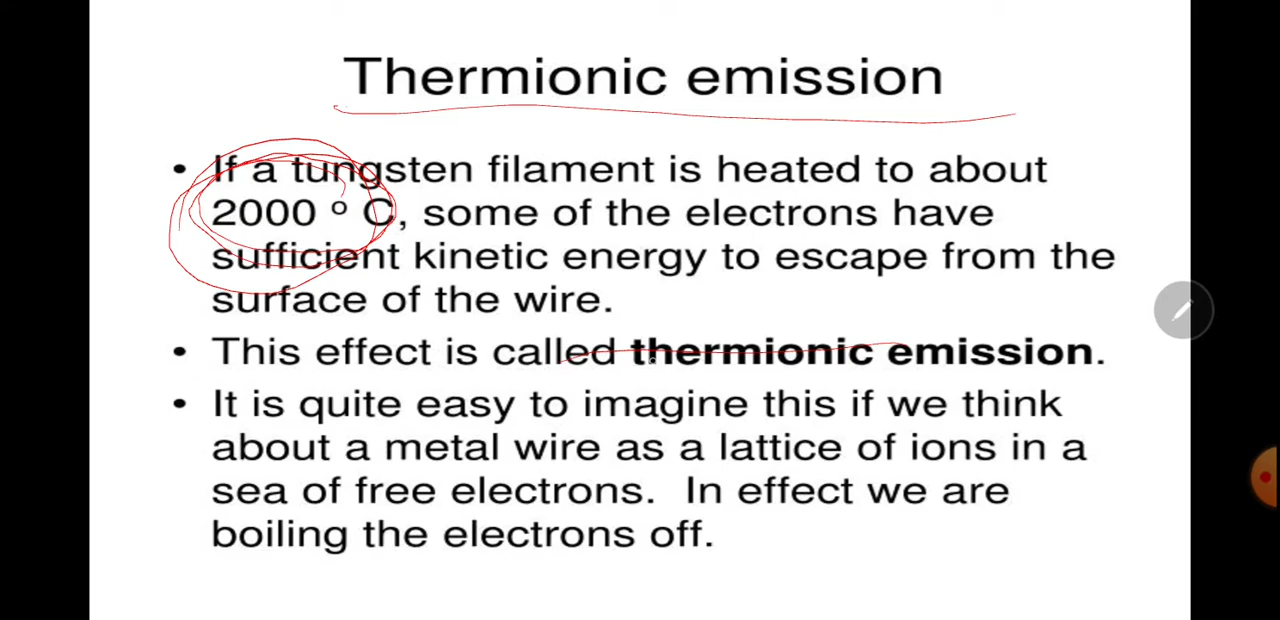 Thermionic emission
• If a tungsten filament is heated to about
2000 º C, some of the electrons have
sufficient kinetic energy to escape from the
surface of the wire.
• This effect is called thermionic emission.
• It is quite easy to imagine this if we think
about a metal wire as a lattice of ions in a
sea of free electrons.  In effect we are
boiling the electrons off.